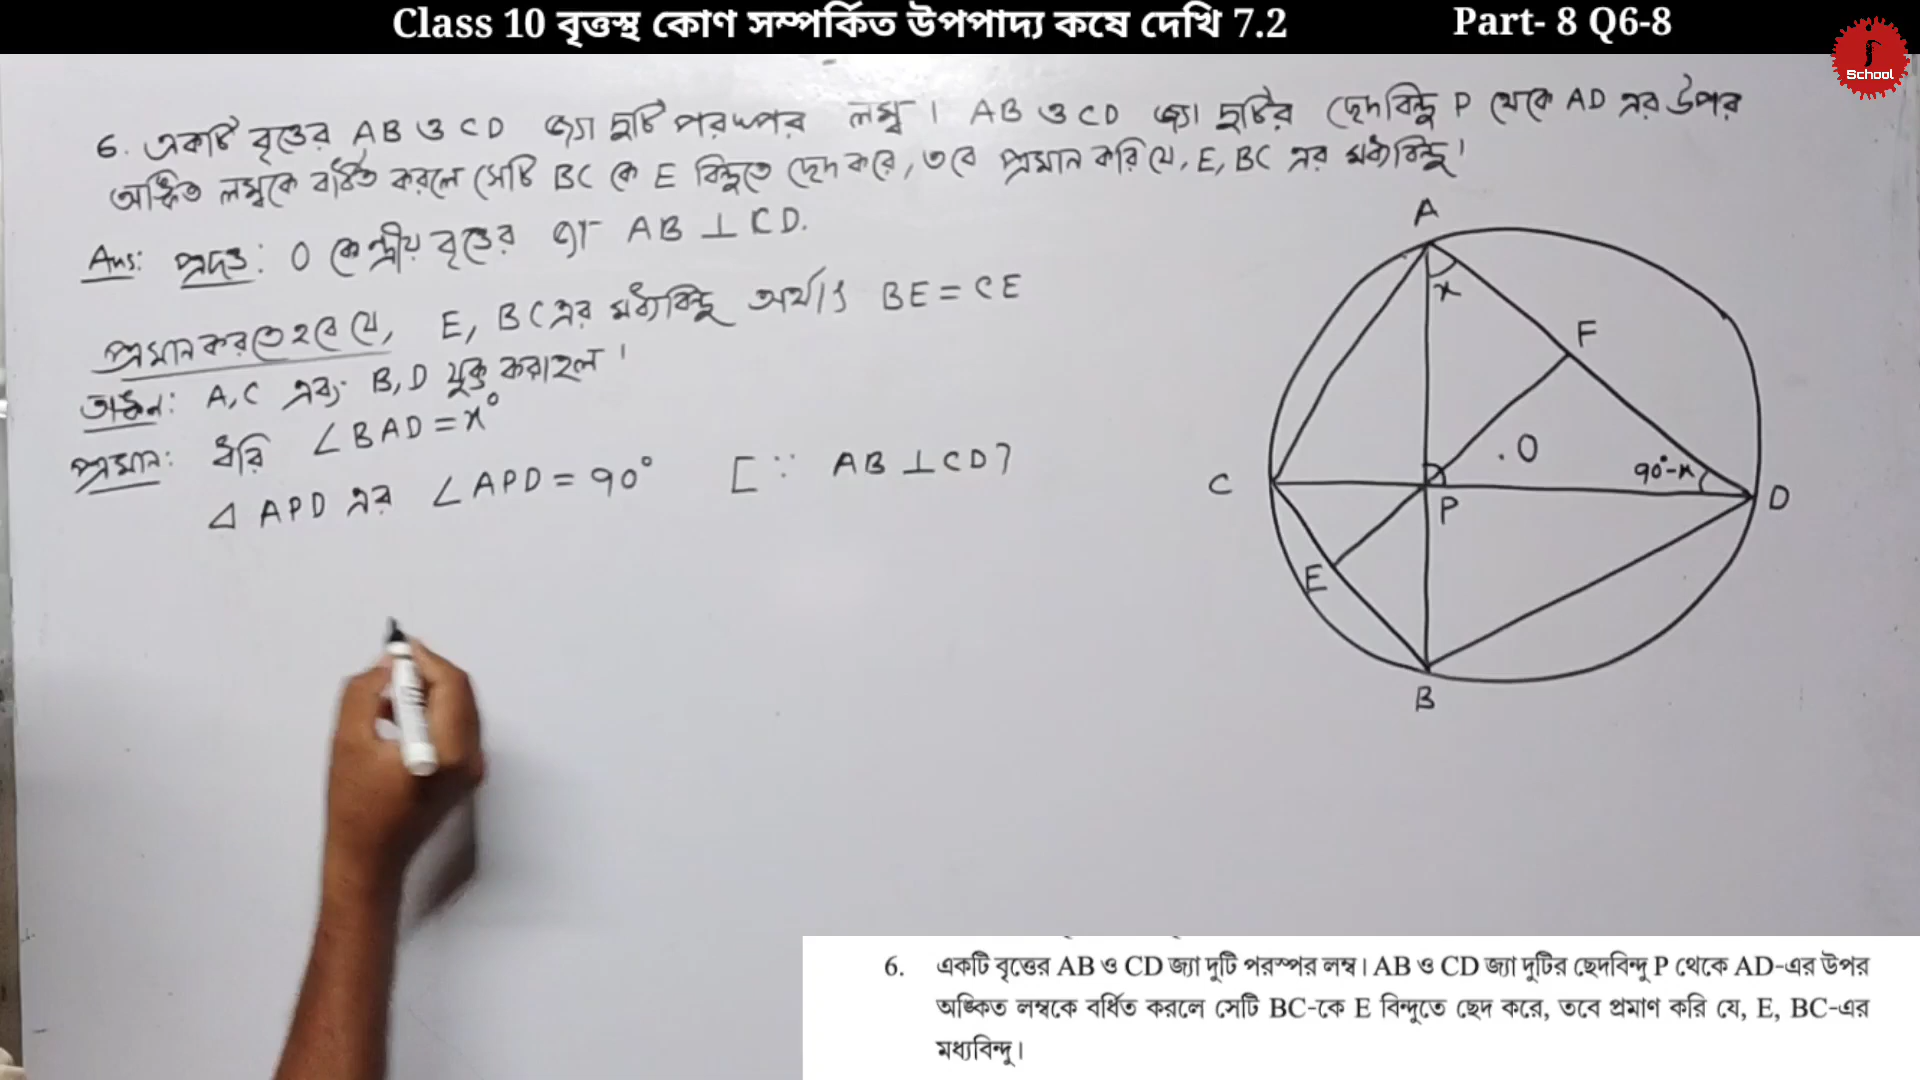 Class 10 বৃত্তস্থ কোণ সম্পর্কিত উপপাদ্য কষে দেখি 7.2 Part- 8 Q6-8
School
6. একটি বৃত্তের AB ও CD জ্যা দুটি পরস্পর লম্ব। AB ও CD জ্যা দুটির ছেদবিন্দু P থেকে AD এর উপর
অঙ্কিত লম্বকে বর্ধিত করলে সেটি BC কে E বিন্দুতে ছেদ করে, তবে প্রমান করি যে, E, BC এর মধ্যবিন্দু।
Ans: প্রদত্ত: O কেন্দ্রীয় বৃত্তের জ্যা AB ⊥ CD.
প্রমান করতে হবে যে, E, BC এর মধ্যবিন্দু অর্থাৎ BE = CE
অঙ্কন: A,C এবং B,D যুক্ত করা হল।
প্রমান: ধরি ∠BAD = x°
△ APD এর ∠APD = 90° [∵ AB ⊥ CD]
A
x
F
O
90°-x
C
P
D
E
B
6. একটি বৃত্তের AB ও CD জ্যা দুটি পরস্পর লম্ব। AB ও CD জ্যা দুটির ছেদবিন্দু P থেকে AD-এর উপর
অঙ্কিত লম্বকে বর্ধিত করলে সেটি BC-কে E বিন্দুতে ছেদ করে, তবে প্রমাণ করি যে, E, BC-এর
মধ্যবিন্দু।